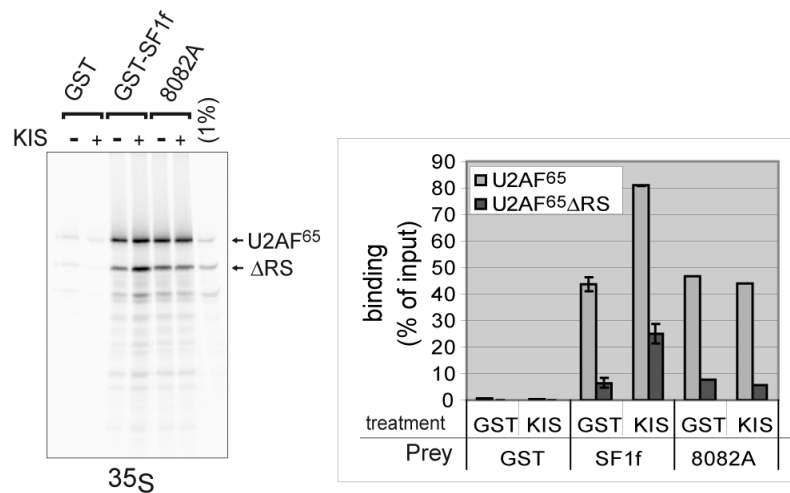 GST GST-SF1f 8082A (1%)
KIS - + - + - +
U2AF65
ΔRS
35S
binding
(% of input)
90
80
70
60
50
40
30
20
10
0
U2AF65
U2AF65ΔRS
treatment GST KIS GST KIS GST KIS
Prey GST SF1f 8082A